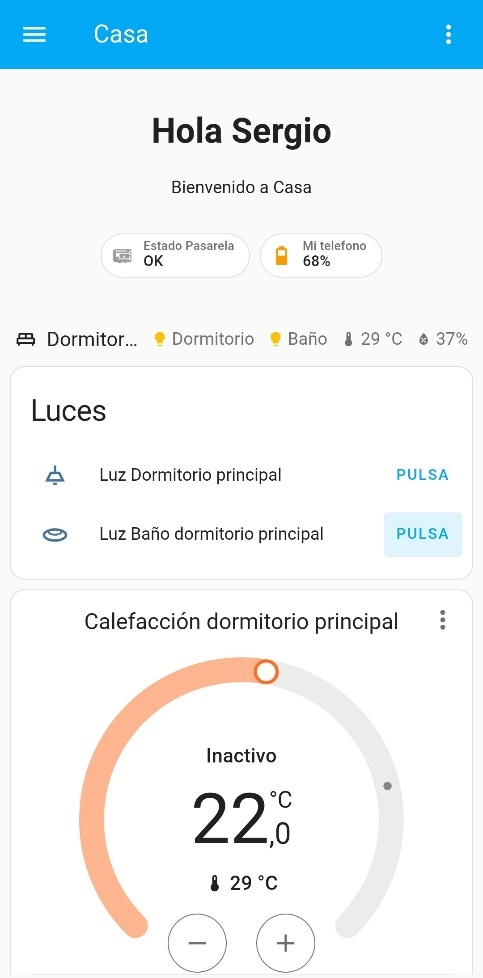 Casa
Hola Sergio
Bienvenido a Casa
Estado Pasarela
OK
Mi telefono
68%
Dormitor… Dormitorio Baño 29 °C 37%
Luces
Luz Dormitorio principal PULSA
Luz Baño dormitorio principal PULSA
Calefacción dormitorio principal
Inactivo
22,0 °C
29 °C